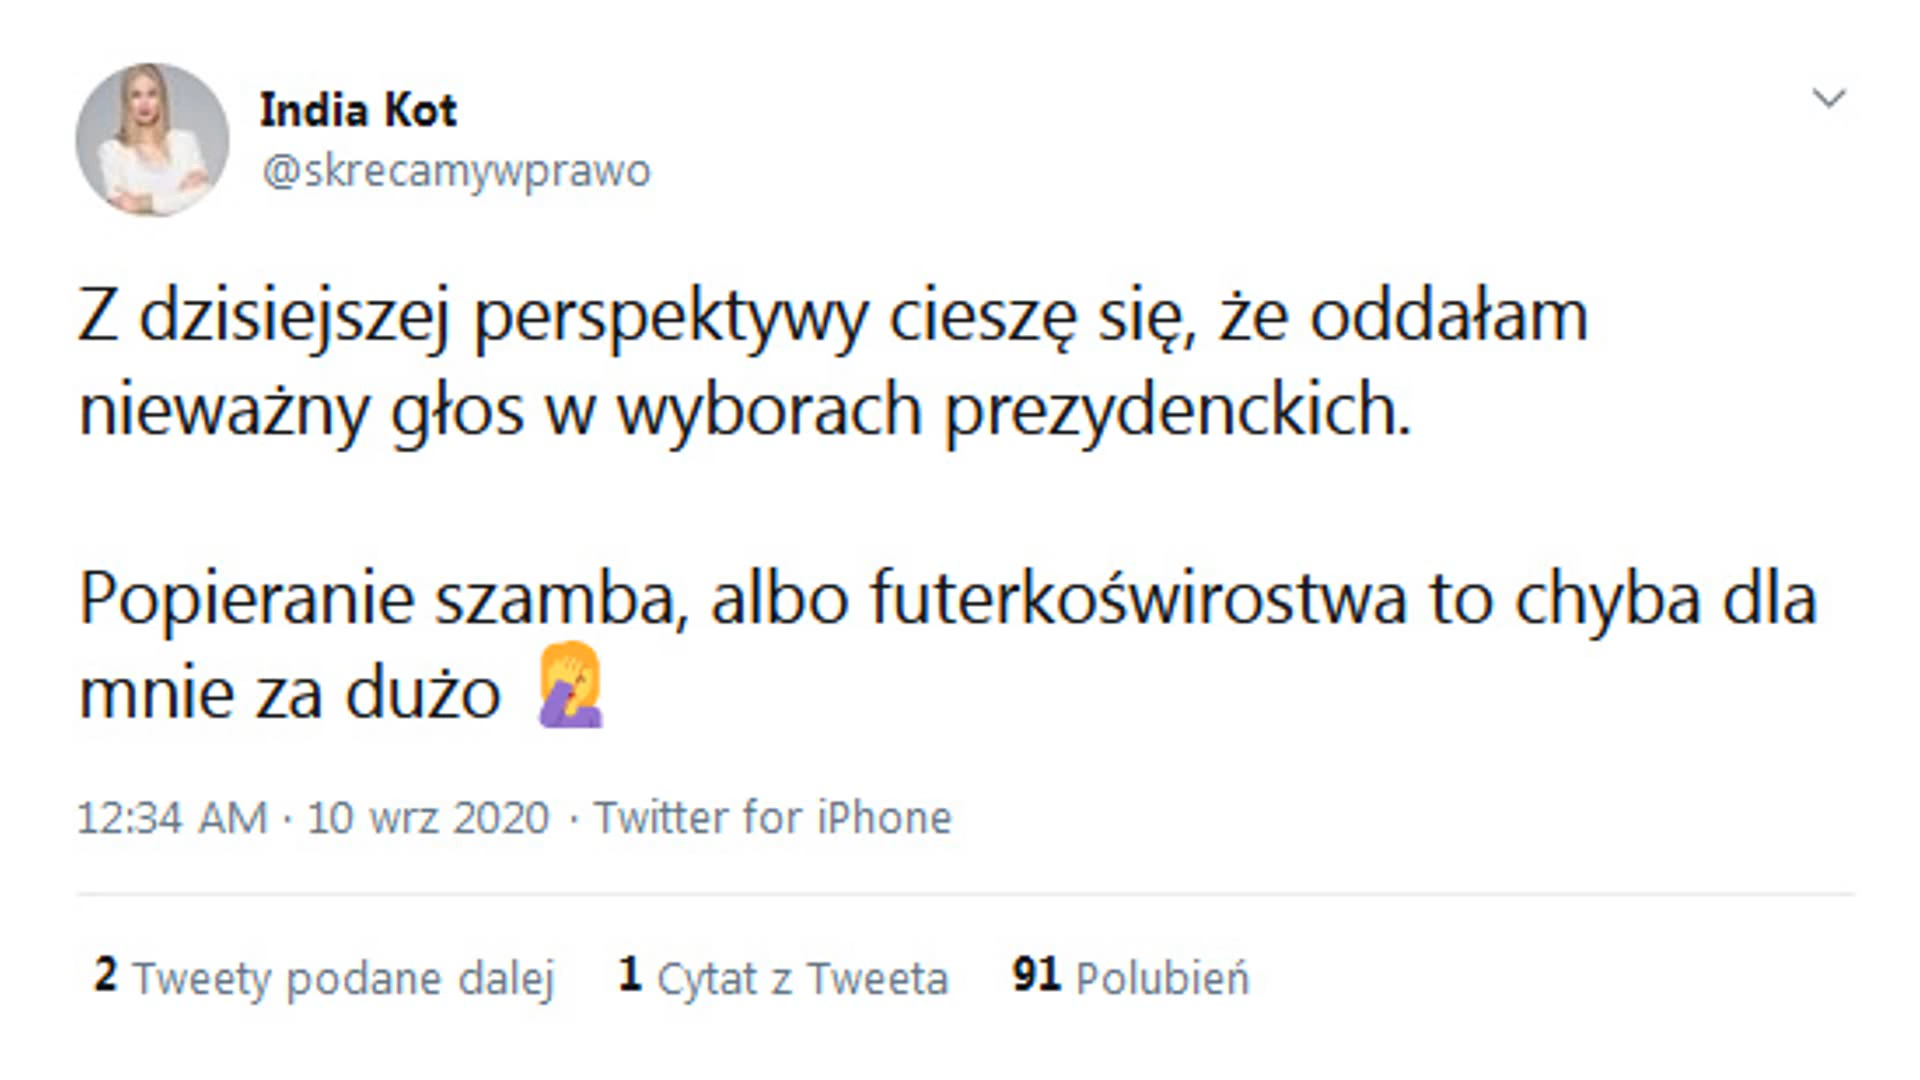 India Kot
@skrecamywprawo
Z dzisiejszej perspektywy cieszę się, że oddałam
nieważny głos w wyborach prezydenckich.
Popieranie szamba, albo futerkoświrostwa to chyba dla
mnie za dużo 🤦‍♀️
12:34 AM · 10 wrz 2020 · Twitter for iPhone
2 Tweety podane dalej 1 Cytat z Tweeta 91 Polubień